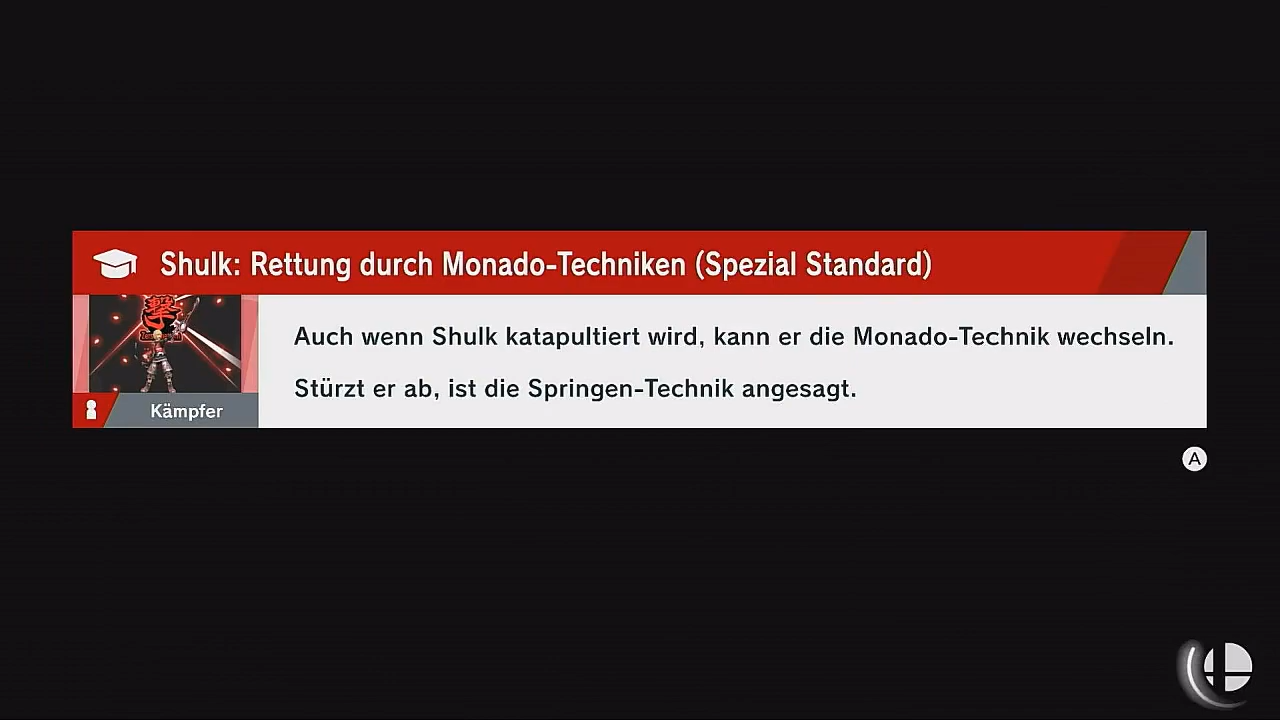 Shulk: Rettung durch Monado-Techniken (Spezial Standard)
撃
Auch wenn Shulk katapultiert wird, kann er die Monado-Technik wechseln.
Stürzt er ab, ist die Springen-Technik angesagt.
Kämpfer
A